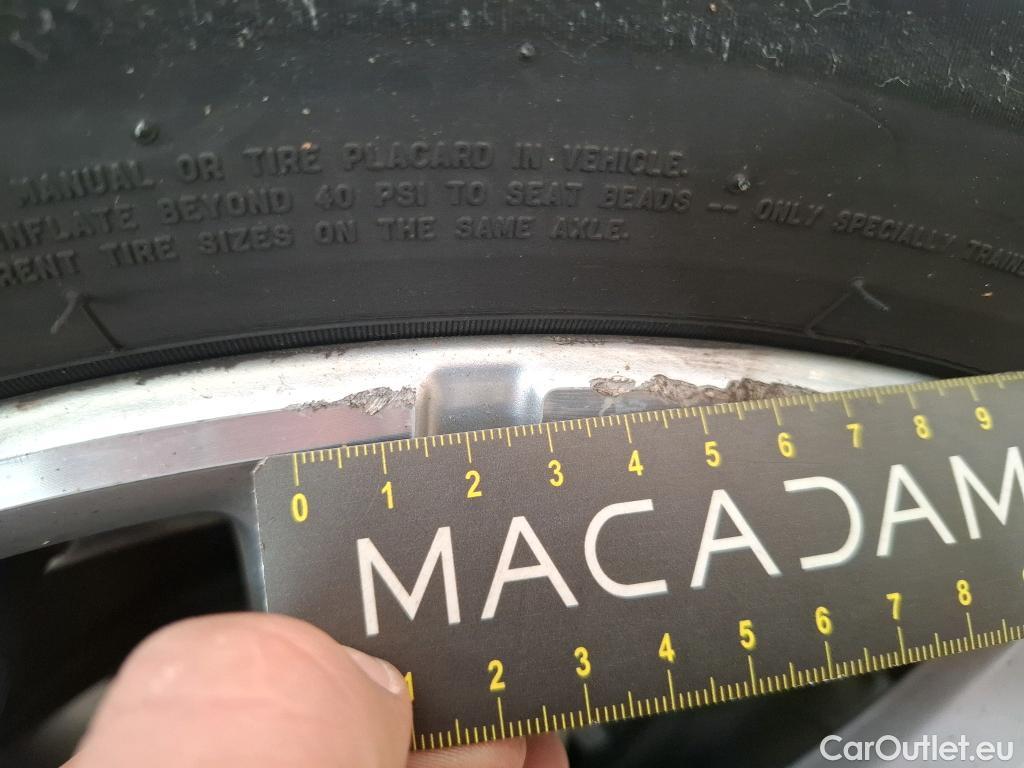 MANUAL OR TIRE PLACARD IN VEHICLE.
INFLATE BEYOND 40 PSI TO SEAT BEADS -- ONLY SPECIALLY
TIRE SIZES ON THE SAME AXLE.
0 1 2 3 4 5 6 7 8 9
MACADAM
1 2 3 4 5 6 7 8
CarOutlet.eu